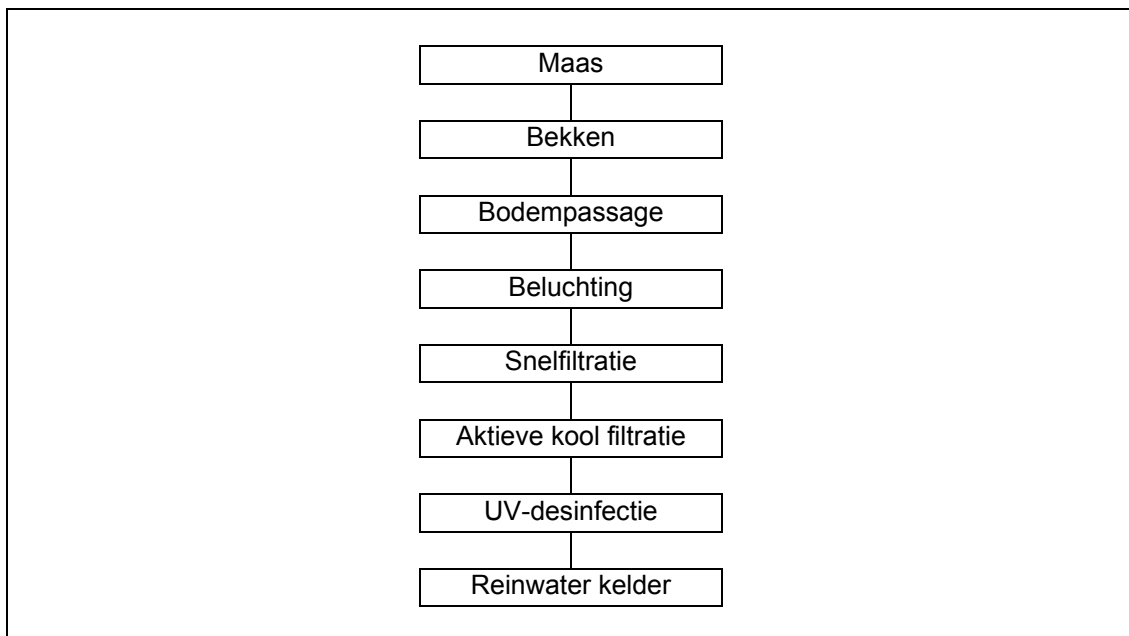 Maas
Bekken
Bodempassage
Beluchting
Snelfiltratie
Aktieve kool filtratie
UV-desinfectie
Reinwater kelder